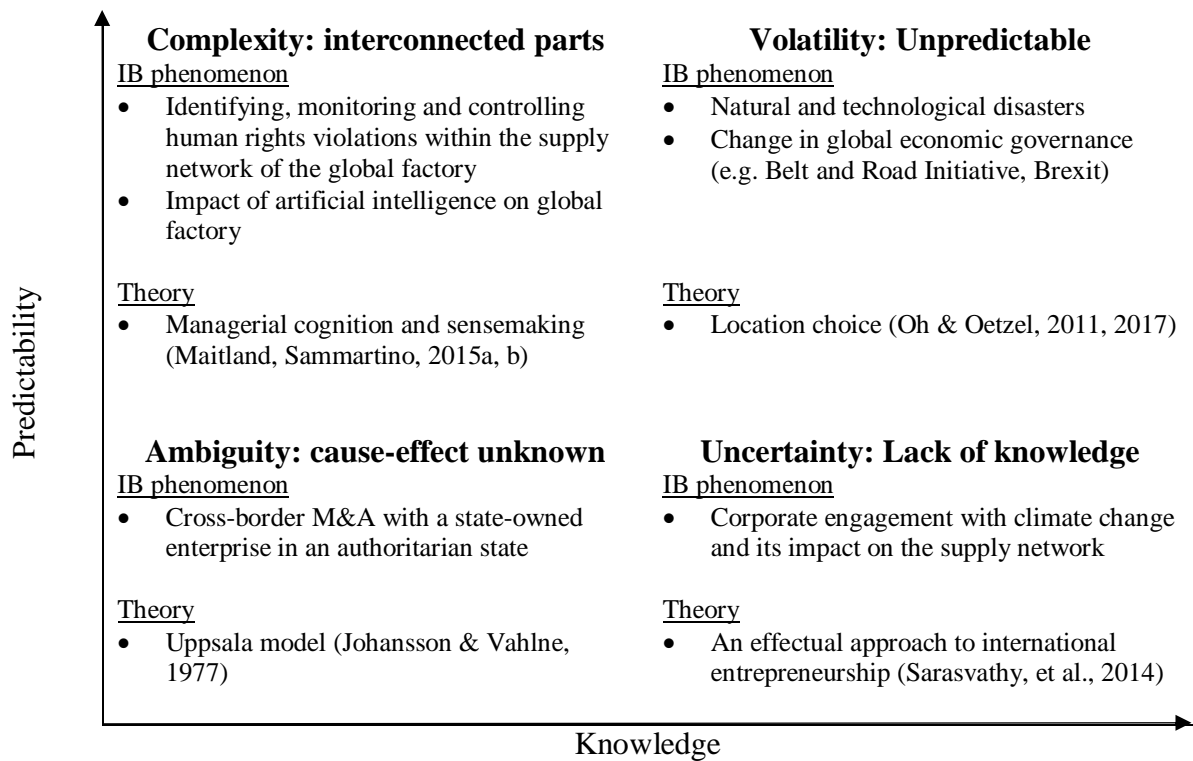 Predictability
Complexity: interconnected parts
IB phenomenon
• Identifying, monitoring and controlling
human rights violations within the supply
network of the global factory
• Impact of artificial intelligence on global
factory
Theory
• Managerial cognition and sensemaking
(Maitland, Sammartino, 2015a, b)
Volatility: Unpredictable
IB phenomenon
• Natural and technological disasters
• Change in global economic governance
(e.g. Belt and Road Initiative, Brexit)
Theory
• Location choice (Oh & Oetzel, 2011, 2017)
Ambiguity: cause-effect unknown
IB phenomenon
• Cross-border M&A with a state-owned
enterprise in an authoritarian state
Theory
• Uppsala model (Johansson & Vahlne,
1977)
Uncertainty: Lack of knowledge
IB phenomenon
• Corporate engagement with climate change
and its impact on the supply network
Theory
• An effectual approach to international
entrepreneurship (Sarasvathy, et al., 2014)
Knowledge